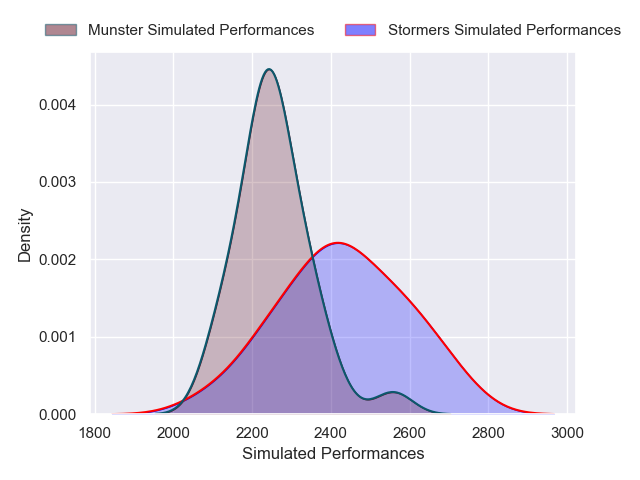 Munster Simulated Performances Stormers Simulated Performances
0.004
0.003
0.002
0.001
0.000
Density
1800 2000 2200 2400 2600 2800 3000
Simulated Performances